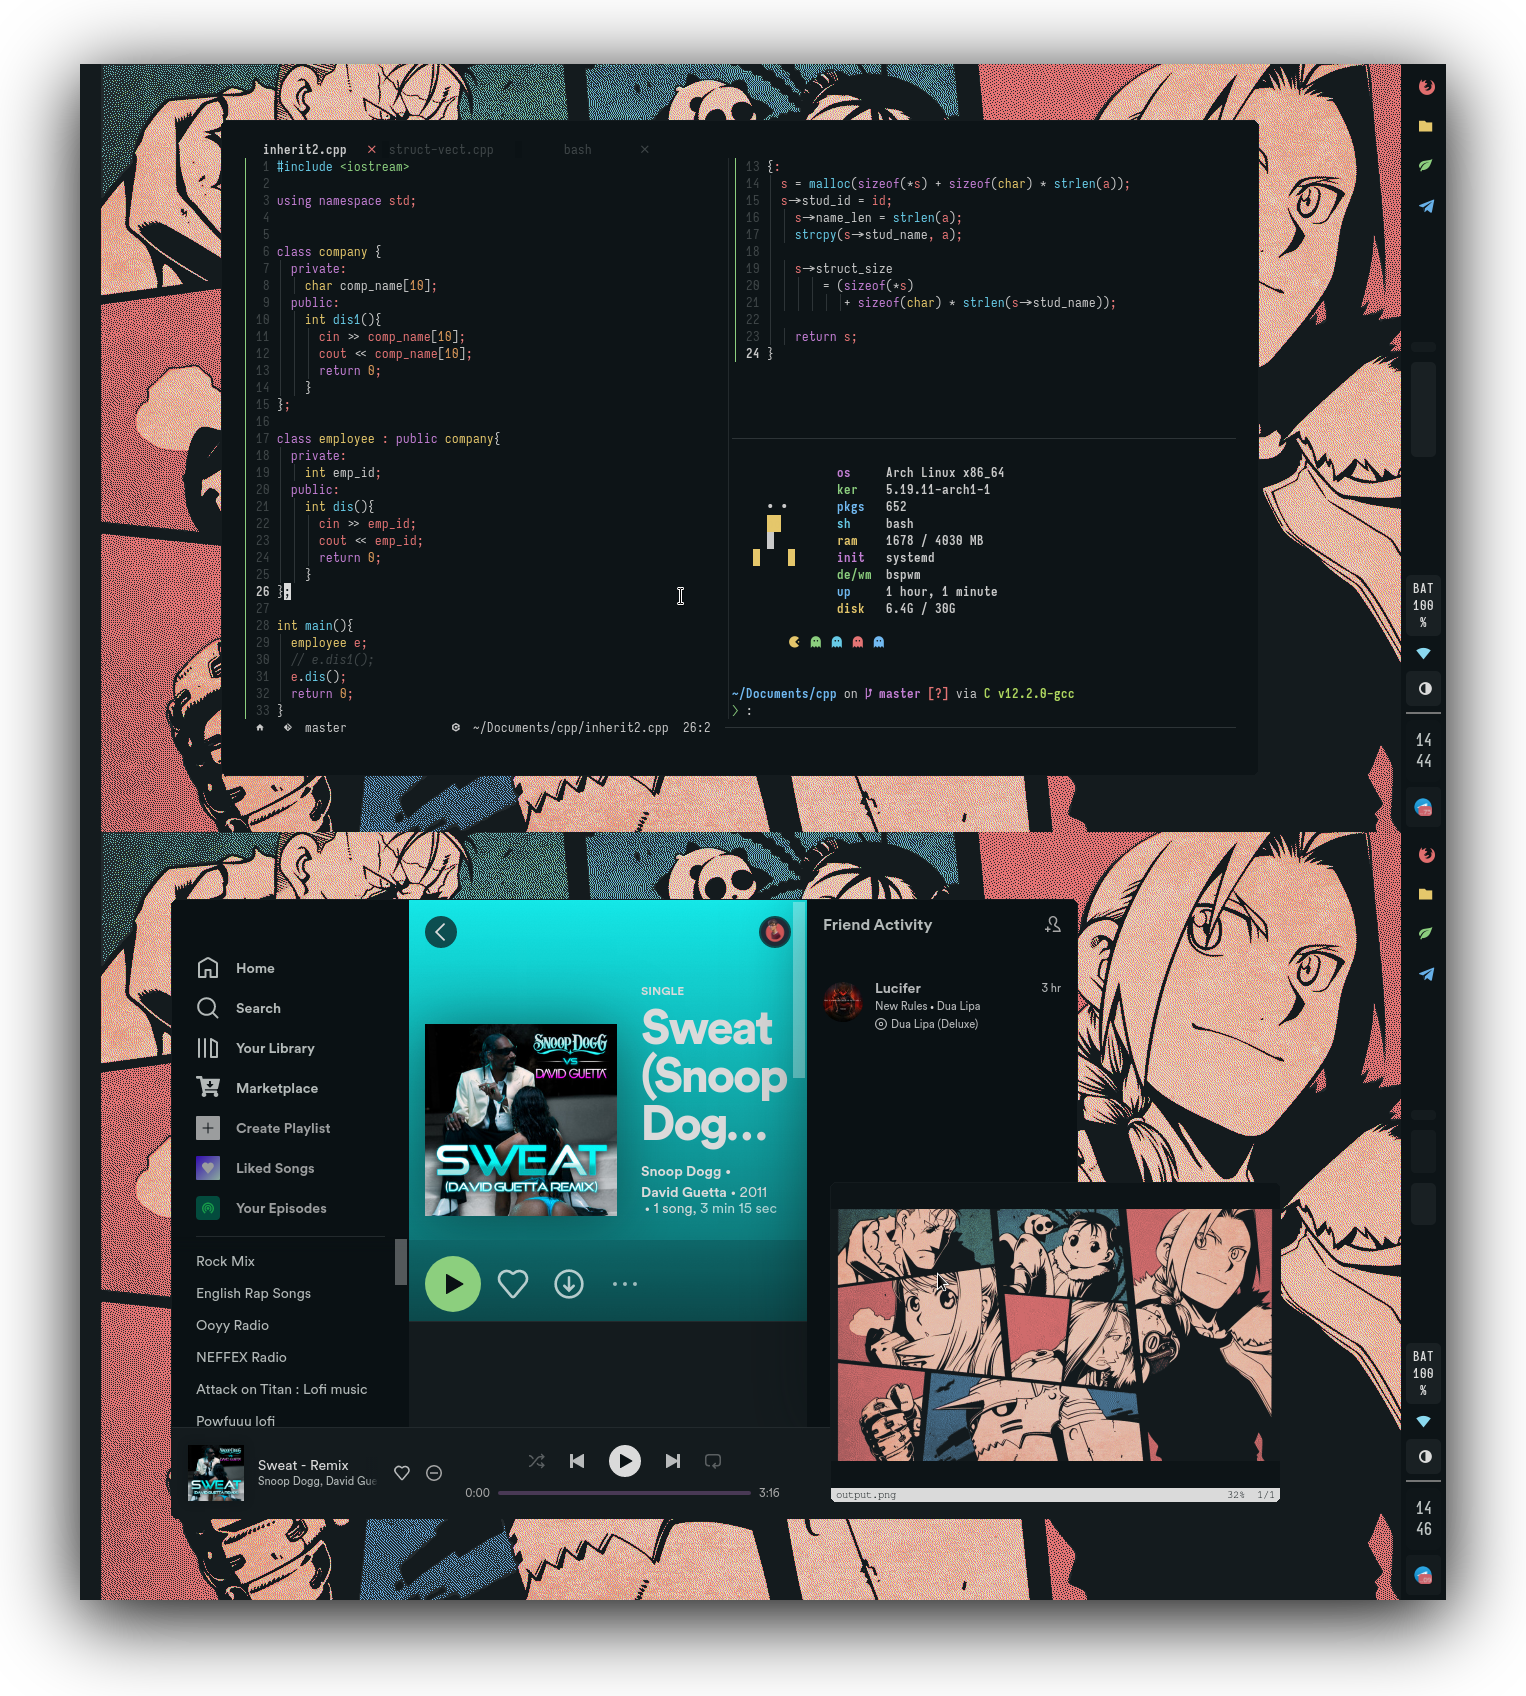 inherit2.cpp × struct-vect.cpp bash ×
1 #include <iostream>
2
3 using namespace std;
4
5
6 class company {
7 private:
8 char comp_name[10];
9 public:
10 int dis1(){
11 cin >> comp_name[10];
12 cout << comp_name[10];
13 return 0;
14 }
15 };
16
17 class employee : public company{
18 private:
19 int emp_id;
20 public:
21 int dis(){
22 cin >> emp_id;
23 cout << emp_id;
24 return 0;
25 }
26 };
27
28 int main(){
29 employee e;
30 // e.dis1();
31 e.dis();
32 return 0;
33 }
master ~/Documents/cpp/inherit2.cpp 26:2
13 {:
14 s = malloc(sizeof(*s) + sizeof(char) * strlen(a));
15 s->stud_id = id;
16 s->name_len = strlen(a);
17 strcpy(s->stud_name, a);
18
19 s->struct_size
20 = (sizeof(*s)
21 + sizeof(char) * strlen(s->stud_name));
22
23 return s;
24 }
os Arch Linux x86_64
ker 5.19.11-arch1-1
pkgs 652
sh bash
ram 1678 / 4030 MB
init systemd
de/wm bspwm
up 1 hour, 1 minute
disk 6.4G / 30G
~/Documents/cpp on master [?] via C v12.2.0-gcc
❯ :
BAT
100
%
14
44
Home
Search
Your Library
Marketplace
Create Playlist
Liked Songs
Your Episodes
Rock Mix
English Rap Songs
Ooyy Radio
NEFFEX Radio
Attack on Titan : Lofi music
Powfuuu lofi
SNOOP DOGG
VS
DAVID GUETTA
SWEAT
(DAVID GUETTA REMIX)
SINGLE
Sweat
(Snoop
Dog...
Snoop Dogg •
David Guetta • 2011
• 1 song, 3 min 15 sec
Friend Activity
Lucifer 3 hr
New Rules • Dua Lipa
Dua Lipa (Deluxe)
SWEAT
Sweat - Remix
Snoop Dogg, David Gue
0:00 3:16
output.png 32% 1/1
BAT
100
%
14
46